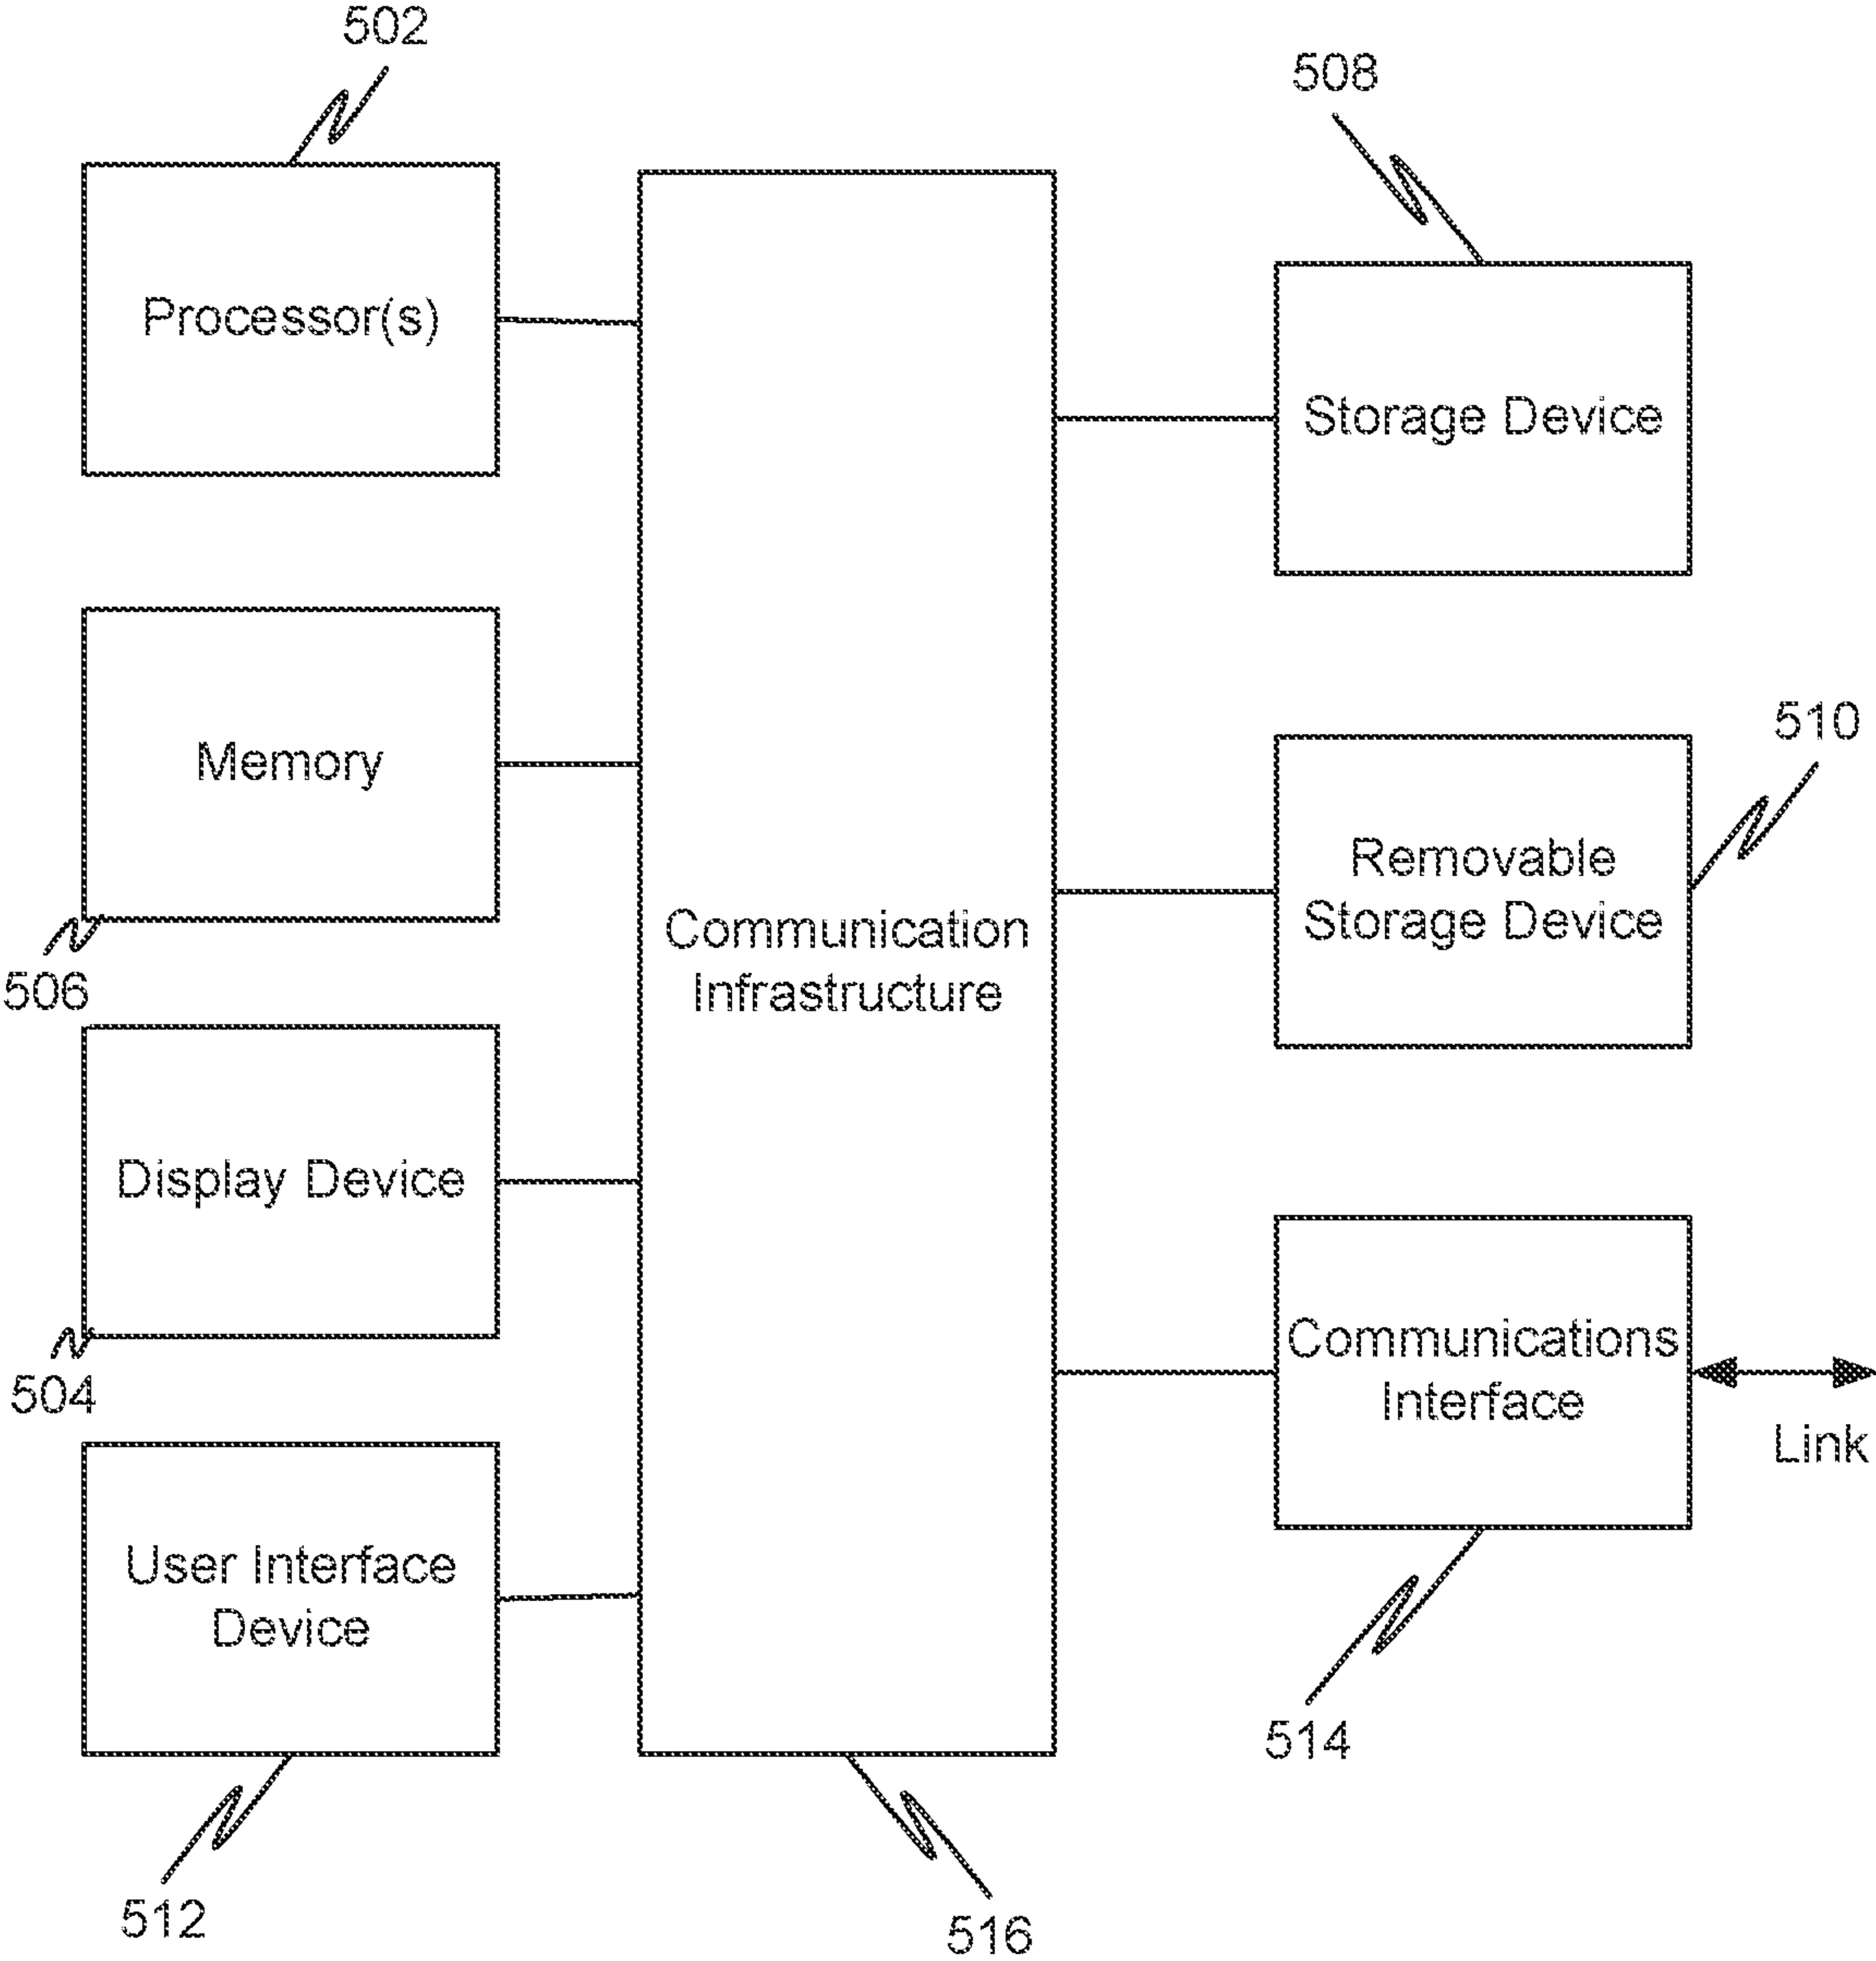 502
508
Processor(s)
Storage Device
510
Memory
Removable
Storage Device
506
Communication
Infrastructure
Display Device
504
Communications
Interface
Link
User Interface
Device
514
512
516